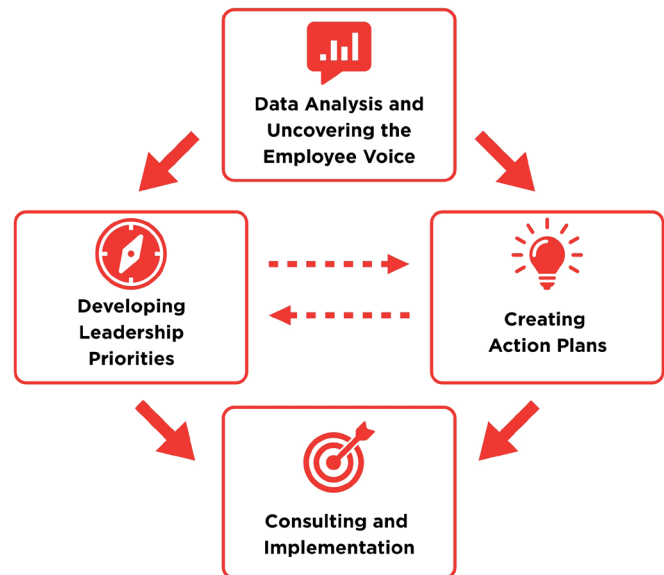 Data Analysis and
Uncovering the
Employee Voice
Developing
Leadership
Priorities
Creating
Action Plans
Consulting and
Implementation